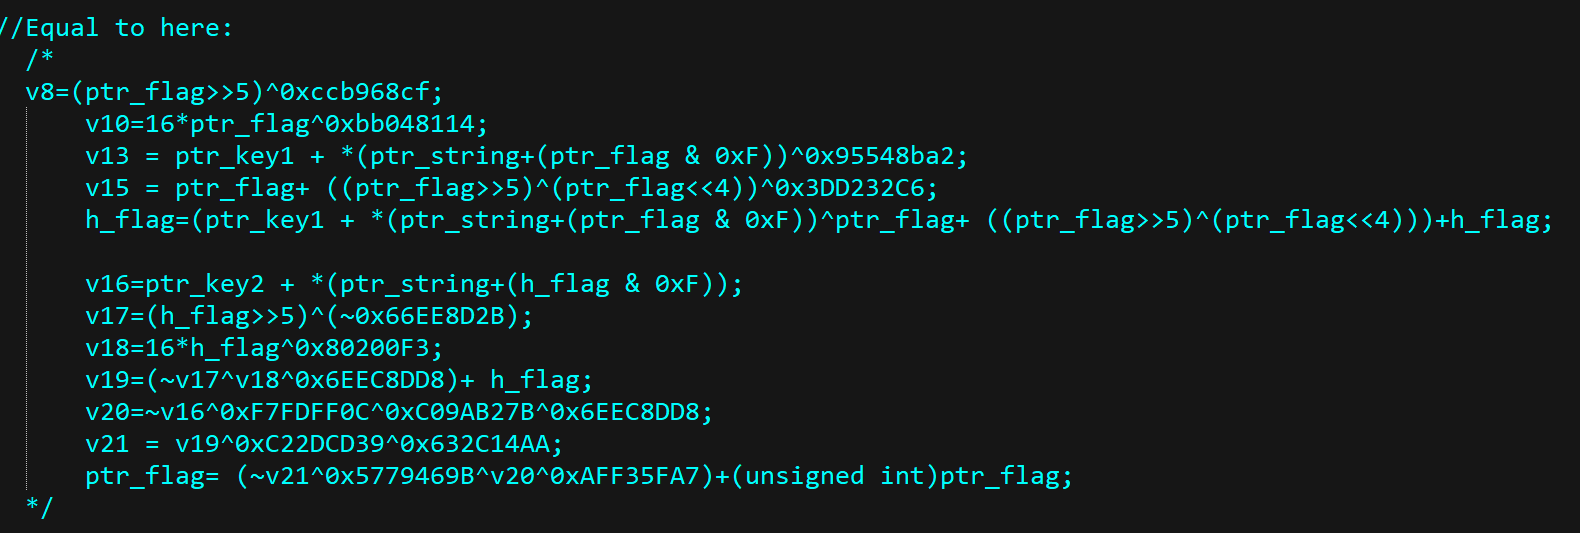 //Equal to here:
/*
v8=(ptr_flag>>5)^0xccb968cf;
v10=16*ptr_flag^0xbb048114;
v13 = ptr_key1 + *(ptr_string+(ptr_flag & 0xF))^0x95548ba2;
v15 = ptr_flag+ ((ptr_flag>>5)^(ptr_flag<<4))^0x3DD232C6;
h_flag=(ptr_key1 + *(ptr_string+(ptr_flag & 0xF))^ptr_flag+ ((ptr_flag>>5)^(ptr_flag<<4)))+h_flag;
v16=ptr_key2 + *(ptr_string+(h_flag & 0xF));
v17=(h_flag>>5)^(~0x66EE8D2B);
v18=16*h_flag^0x80200F3;
v19=(~v17^v18^0x6EEC8DD8)+ h_flag;
v20=~v16^0xF7FDFF0C^0xC09AB27B^0x6EEC8DD8;
v21 = v19^0xC22DCD39^0x632C14AA;
ptr_flag= (~v21^0x5779469B^v20^0xAFF35FA7)+(unsigned int)ptr_flag;
*/